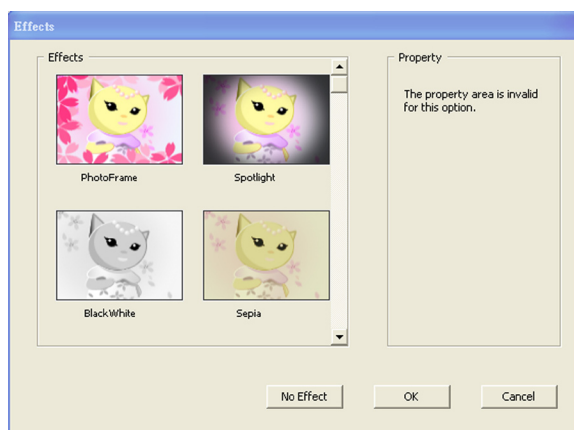 Effects
Effects
Property
The property area is invalid
for this option.
PhotoFrame
Spotlight
BlackWhite
Sepia
No Effect
OK
Cancel